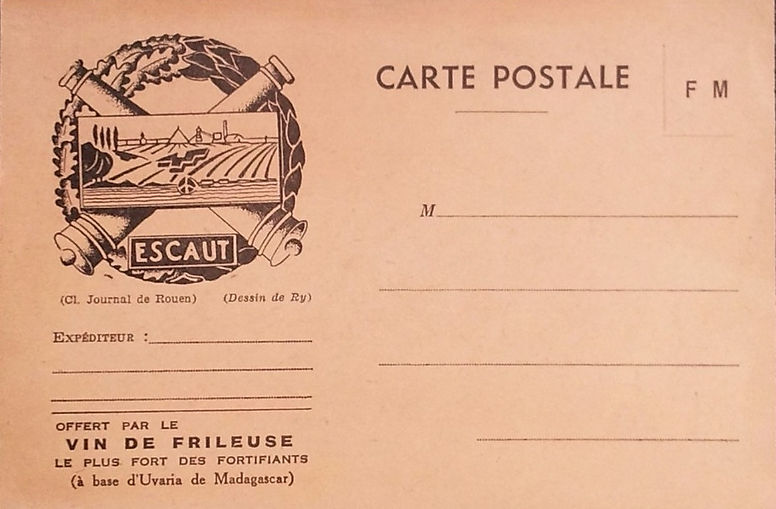 CARTE POSTALE
F M
M
ESCAUT
(Cl. Journal de Rouen) (Dessin de Ry)
EXPÉDITEUR :
OFFERT PAR LE
VIN DE FRILEUSE
LE PLUS FORT DES FORTIFIANTS
(à base d'Uvaria de Madagascar)